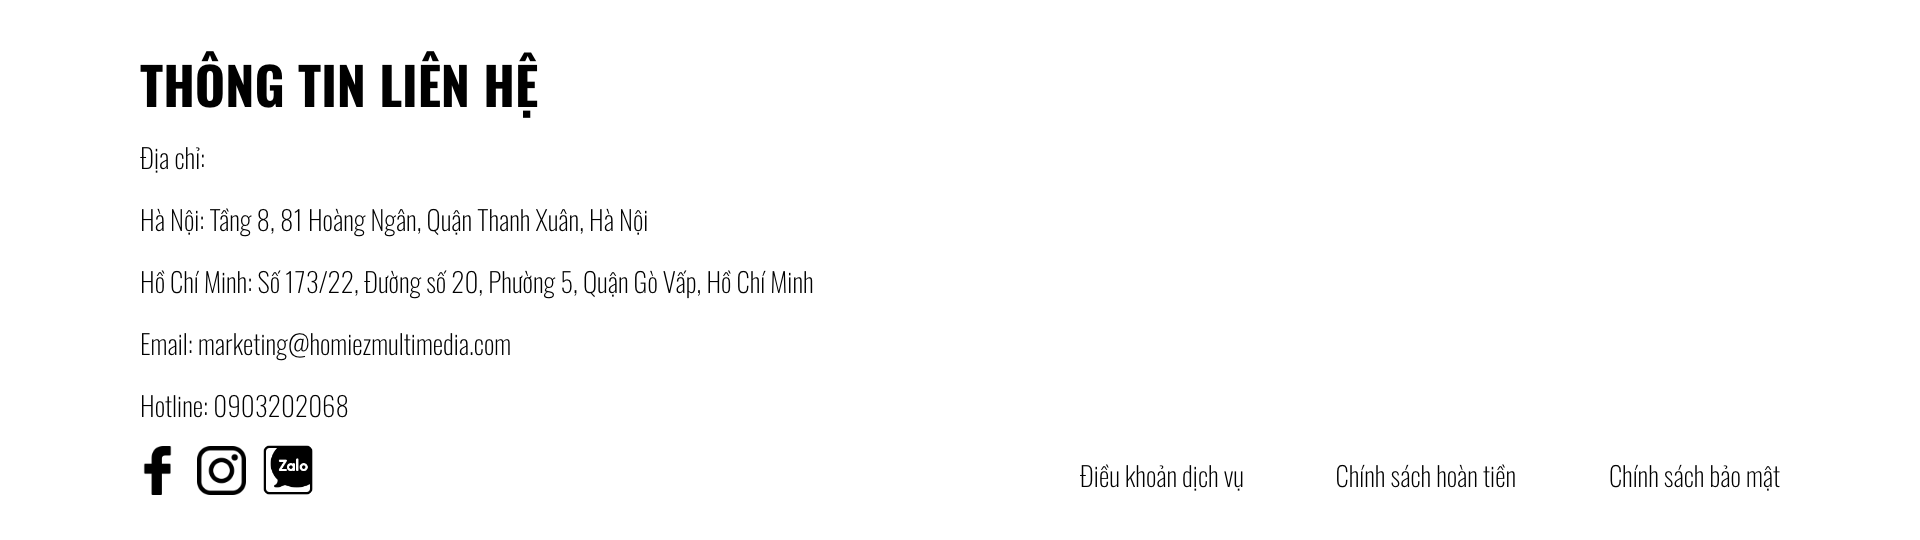 THÔNG TIN LIÊN HỆ
Địa chỉ:
Hà Nội: Tầng 8, 81 Hoàng Ngân, Quận Thanh Xuân, Hà Nội
Hồ Chí Minh: Số 173/22, Đường số 20, Phường 5, Quận Gò Vấp, Hồ Chí Minh
Email: marketing@homiezmultimedia.com
Hotline: 0903202068
Zalo
Điều khoản dịch vụ
Chính sách hoàn tiền
Chính sách bảo mật